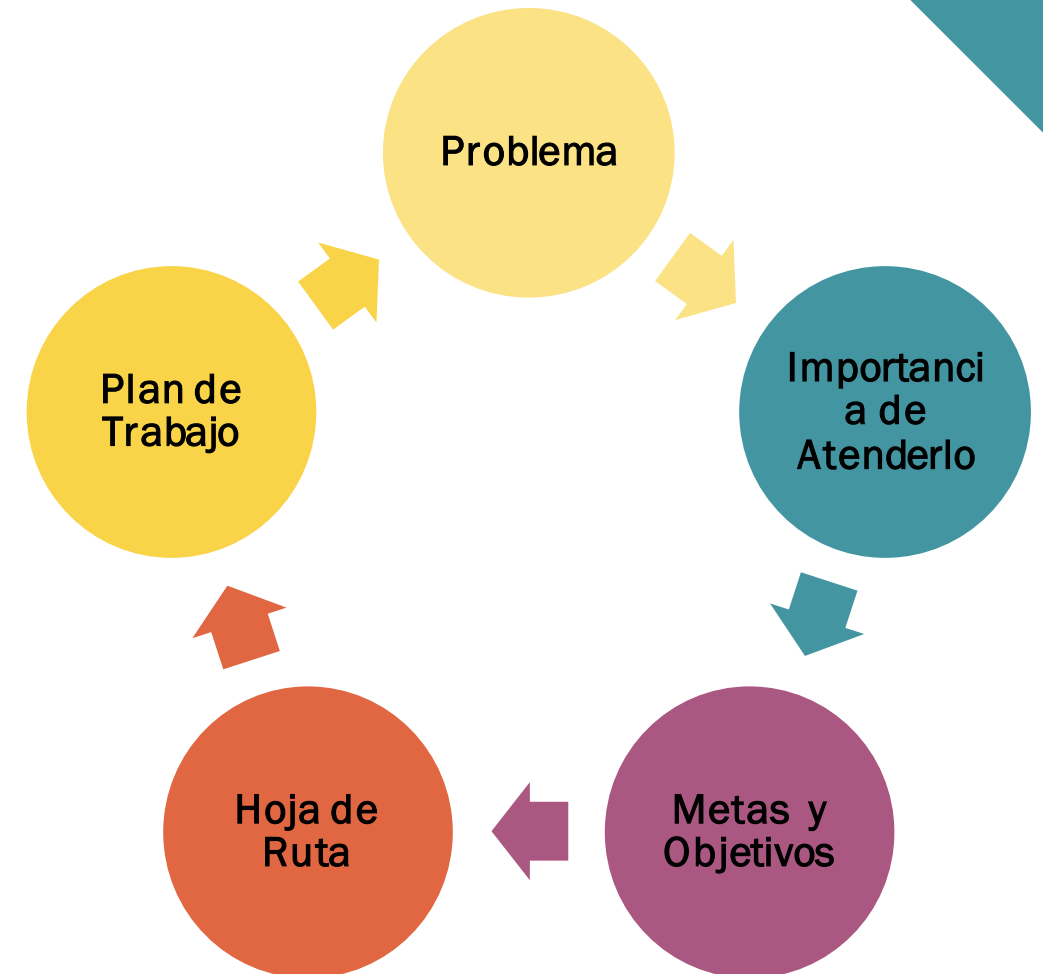 Problema
Importanci
a de
Atenderlo
Metas y
Objetivos
Hoja de
Ruta
Plan de
Trabajo